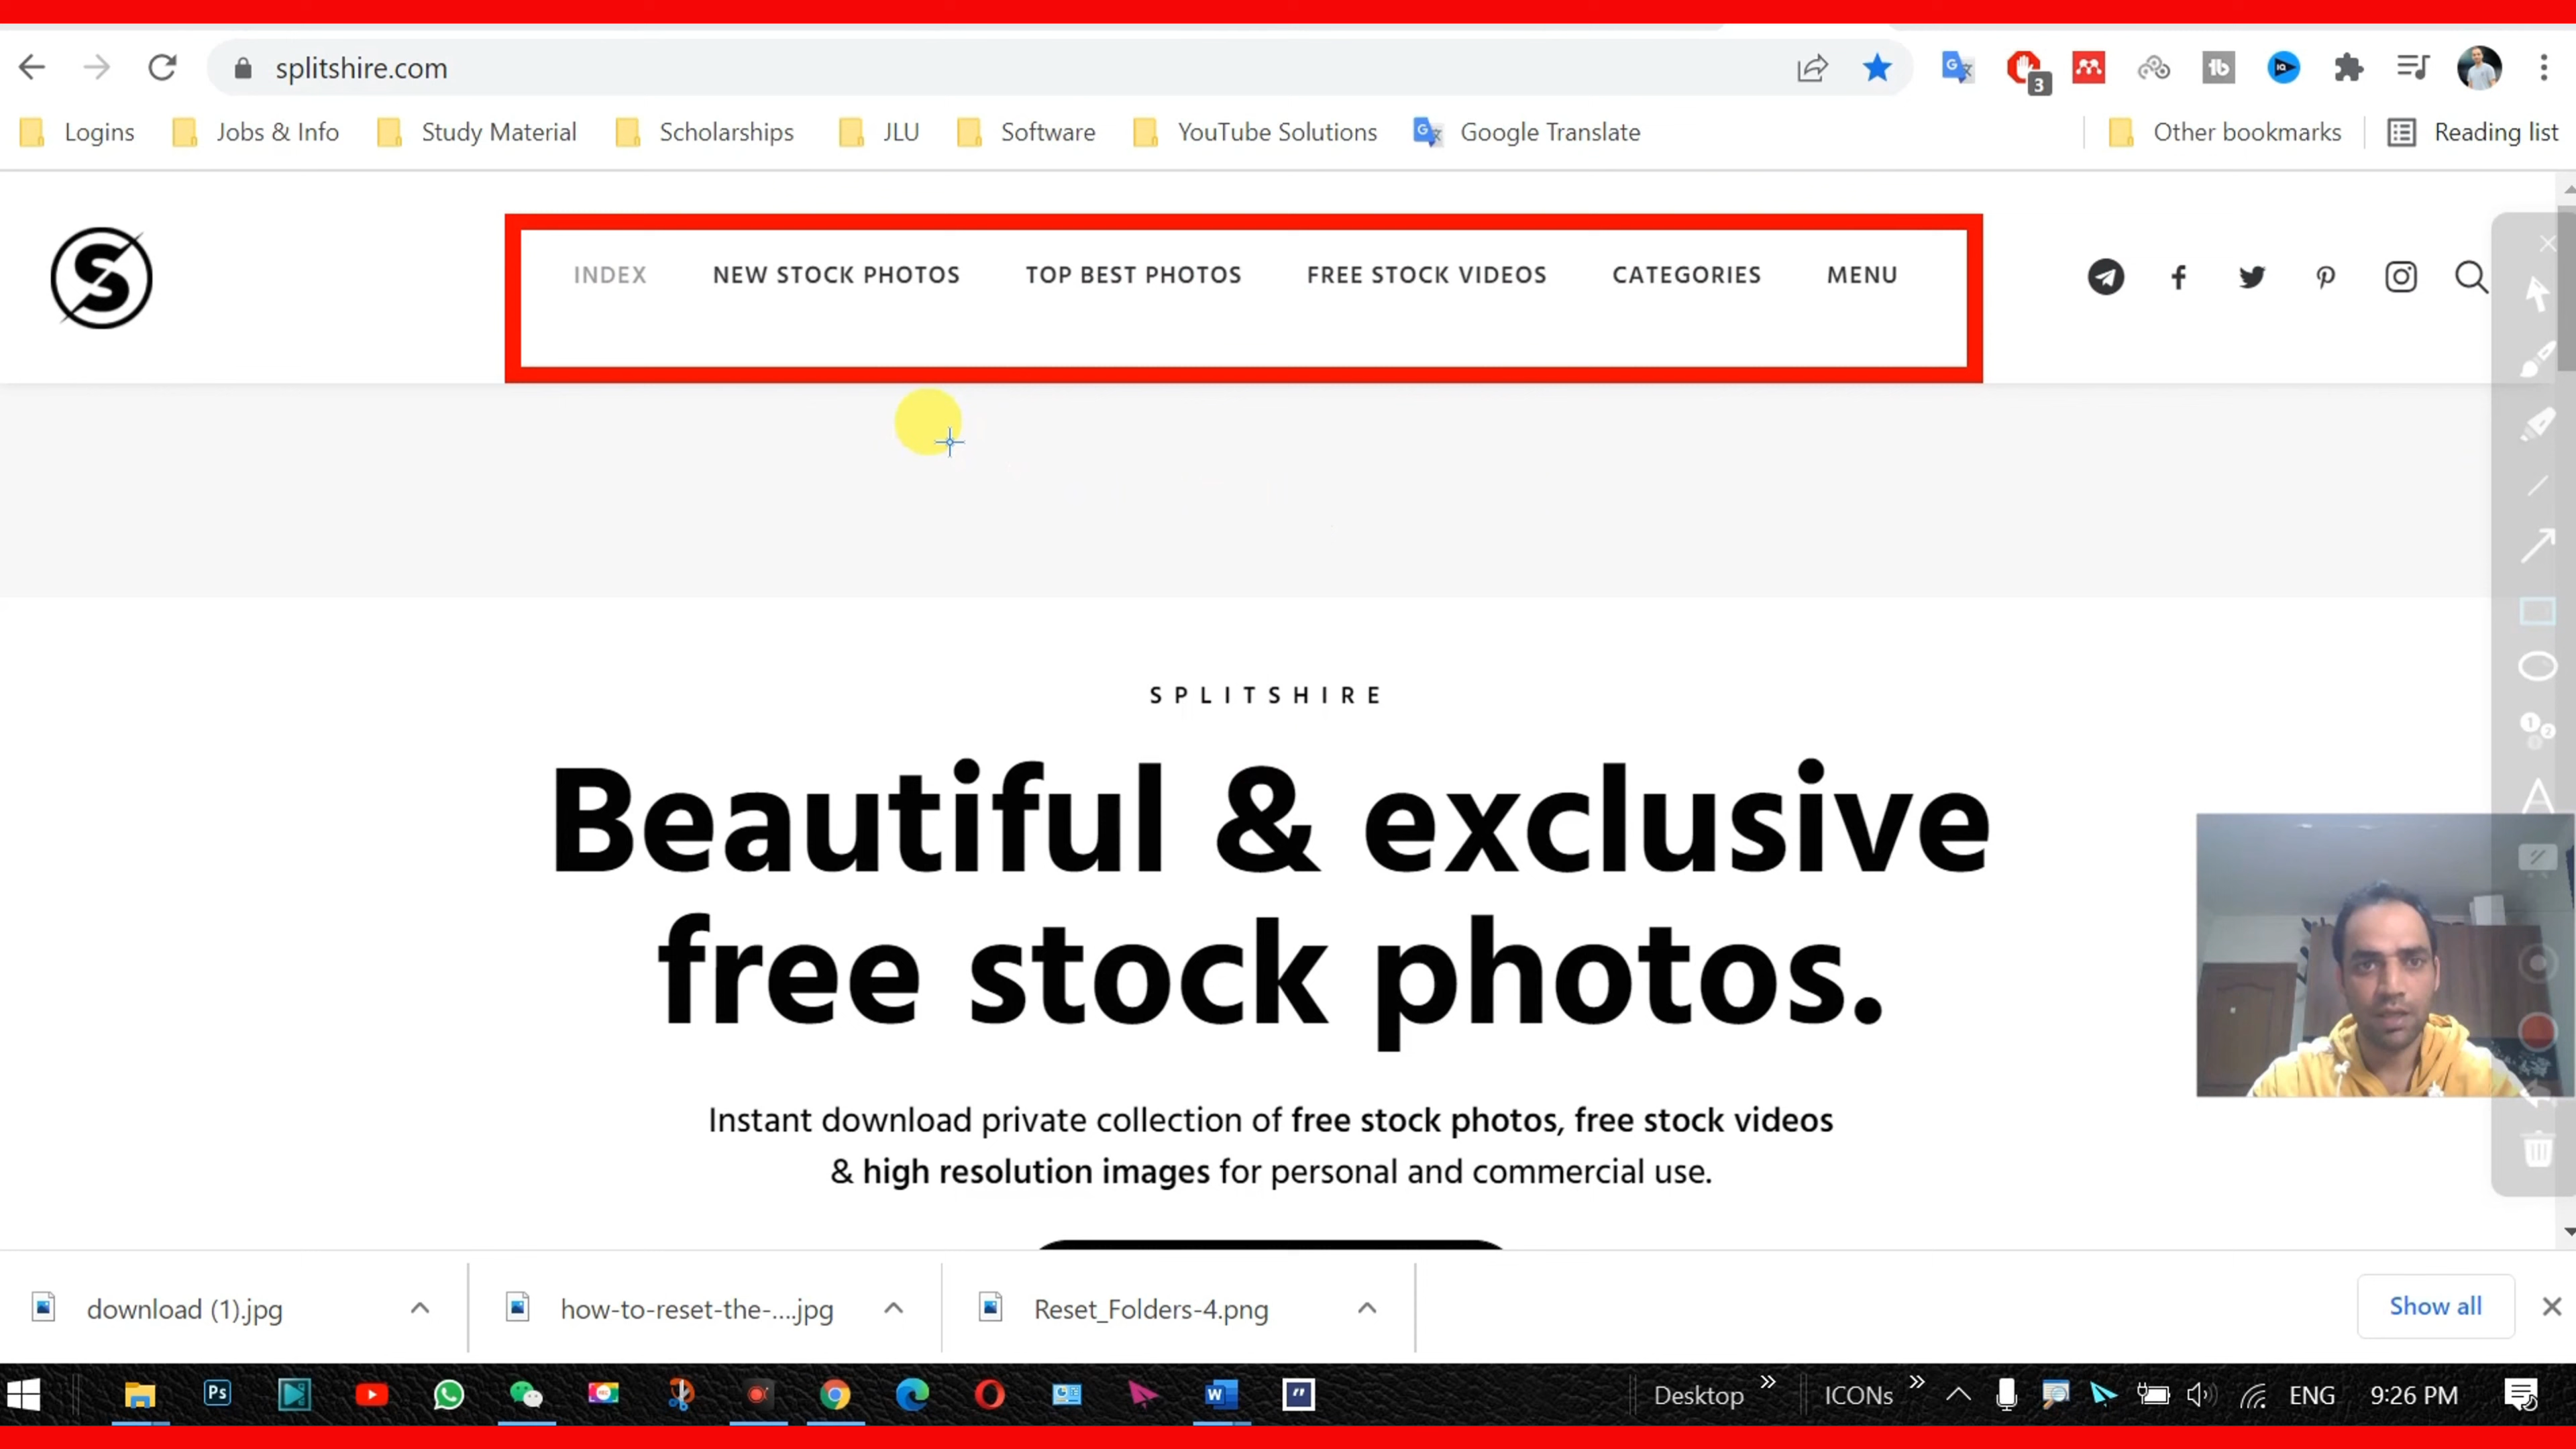 splitshire.com
3
Logins Jobs & Info Study Material Scholarships JLU Software YouTube Solutions Google Translate Other bookmarks Reading list
INDEX NEW STOCK PHOTOS TOP BEST PHOTOS FREE STOCK VIDEOS CATEGORIES MENU
SPLITSHIRE
Beautiful & exclusive
free stock photos.
Instant download private collection of free stock photos, free stock videos
& high resolution images for personal and commercial use.
download (1).jpg how-to-reset-the-....jpg Reset_Folders-4.png Show all
Ps Desktop ICONs ENG 9:26 PM